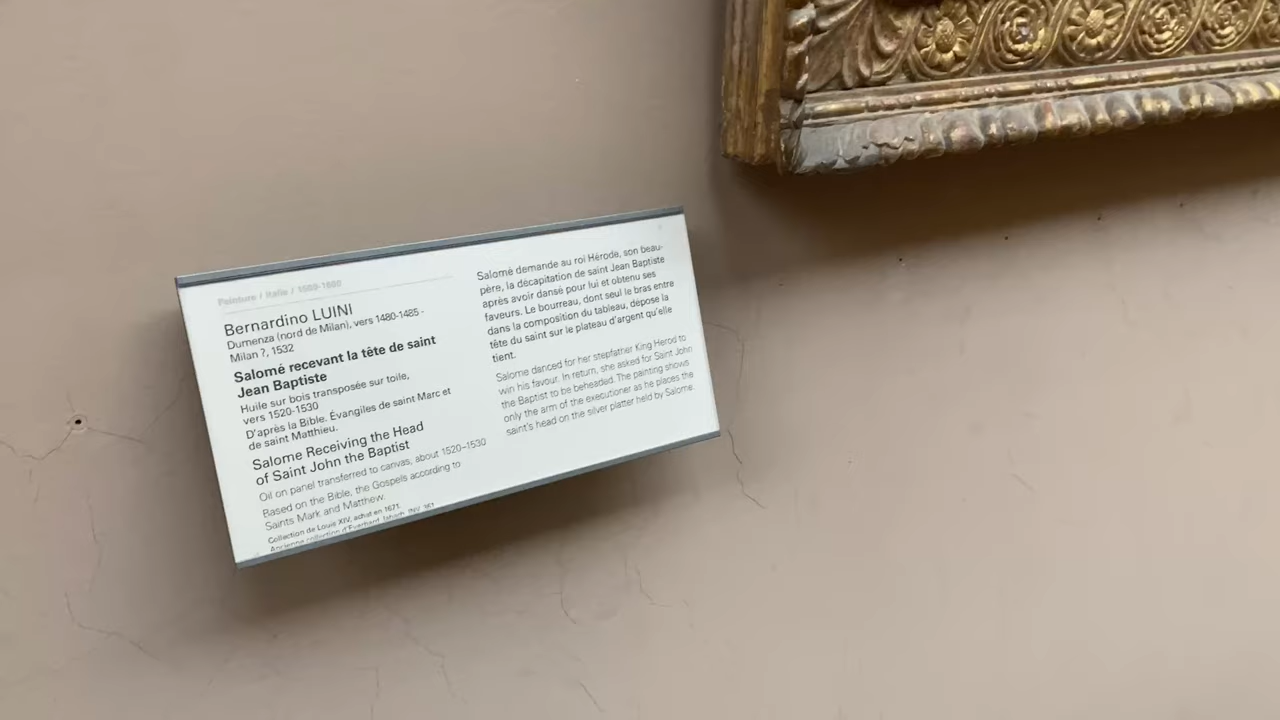 Peinture / Italie / 1500-1600
Bernardino LUINI
Dumenza (nord de Milan), vers 1480-1485 -
Milan ?, 1532
Salomé recevant la tête de saint
Jean Baptiste
Huile sur bois transposée sur toile,
vers 1520-1530
D'après la Bible. Évangiles de saint Marc et
de saint Matthieu.
Salome Receiving the Head
of Saint John the Baptist
Oil on panel transferred to canvas, about 1520–1530
Based on the Bible, the Gospels according to
Saints Mark and Matthew.
Collection de Louis XIV, achat en 1671.
Ancienne collection d'Everhard Jabach. INV. 361
Salomé demande au roi Hérode, son beau-
père, la décapitation de saint Jean Baptiste
après avoir dansé pour lui et obtenu ses
faveurs. Le bourreau, dont seul le bras entre
dans la composition du tableau, dépose la
tête du saint sur le plateau d'argent qu'elle
tient.
Salome danced for her stepfather King Herod to
win his favour. In return, she asked for Saint John
the Baptist to be beheaded. The painting shows
only the arm of the executioner as he places the
saint's head on the silver platter held by Salome.